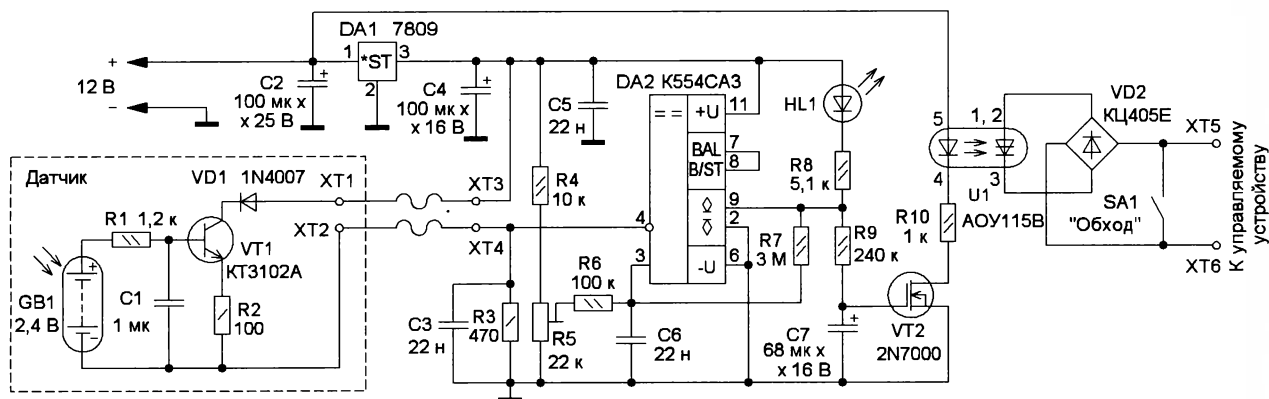 DA1 7809
+
12 В
−
C2
100 мк х
х 25 В
1
*ST
3
2
C4
100 мк х
х 16 В
C5
22 н
DA2 К554СА3
= =
+U
11
BAL
7
B/ST
8
9
2
-U
6
4
3
HL1
R8
5,1 к
5
1, 2
4
3
U1
АОУ115В
VD2
КЦ405Е
XT5
SA1
"Обход"
XT6
К управляемому
устройству
Датчик
VD1 1N4007
XT1
XT3
XT2
XT4
R1 1,2 к
VT1
КТ3102А
GB1
2,4 В
+
−
C1
1 мк
R2
100
R4
10 к
R6
100 к
R7
3 М
R9
240 к
R10
1 к
C3
22 н
R3
470
R5
22 к
C6
22 н
C7
68 мк х
х 16 В
+
VT2
2N7000